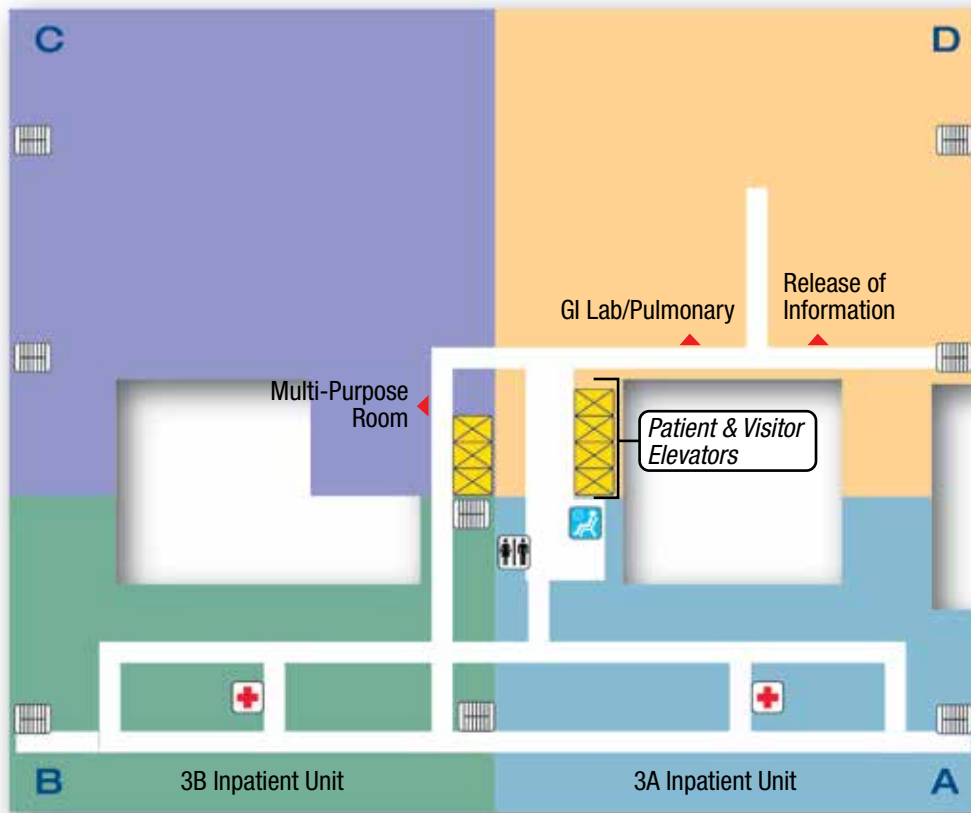 C
D
Release of
Information
GI Lab/Pulmonary
Multi-Purpose
Room
Patient & Visitor
Elevators
B
3B Inpatient Unit
3A Inpatient Unit
A